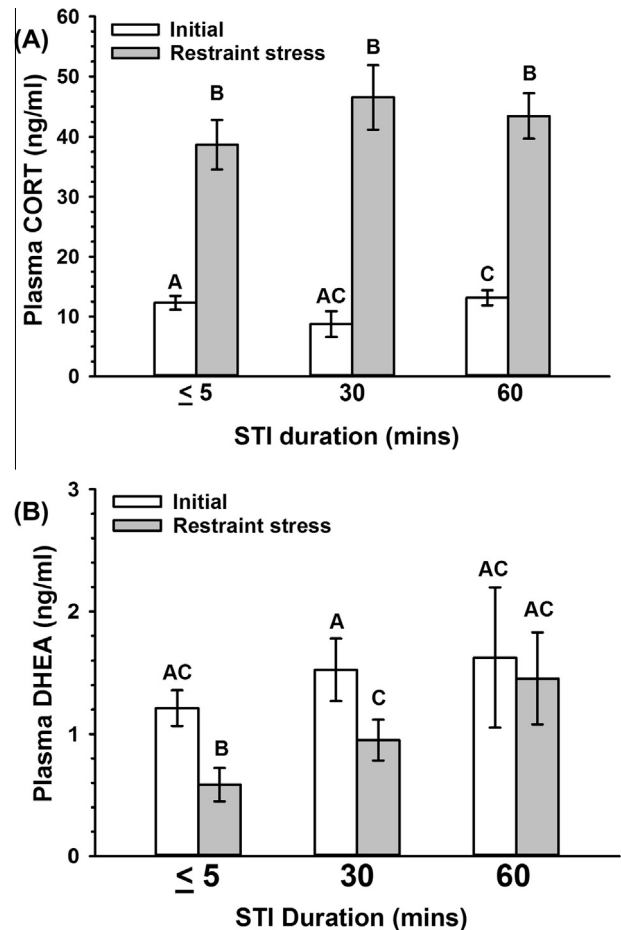 (A)
Initial
Restraint stress
60
50
40
30
20
10
0
Plasma CORT (ng/ml)
A
B
AC
B
C
B
≤ 5
30
60
STI duration (mins)
(B)
Initial
Restraint stress
3
2
1
0
Plasma DHEA (ng/ml)
AC
B
A
C
AC
AC
≤ 5
30
60
STI Duration (mins)